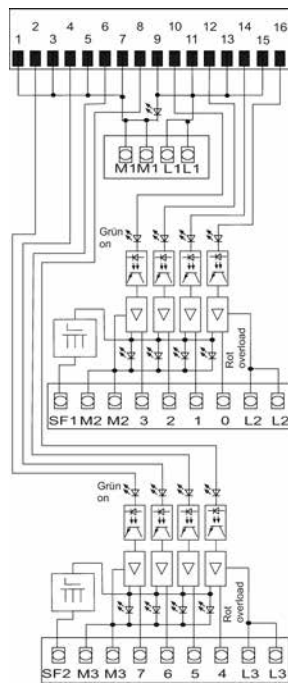 1 2 3 4 5 6 7 8 9 10 11 12 13 14 15 16
M1 M1 L1 L1
Grün
on
Rot
overload
SF1 M2 M2 3 2 1 0 L2 L2
Grün
on
Rot
overload
SF2 M3 M3 7 6 5 4 L3 L3